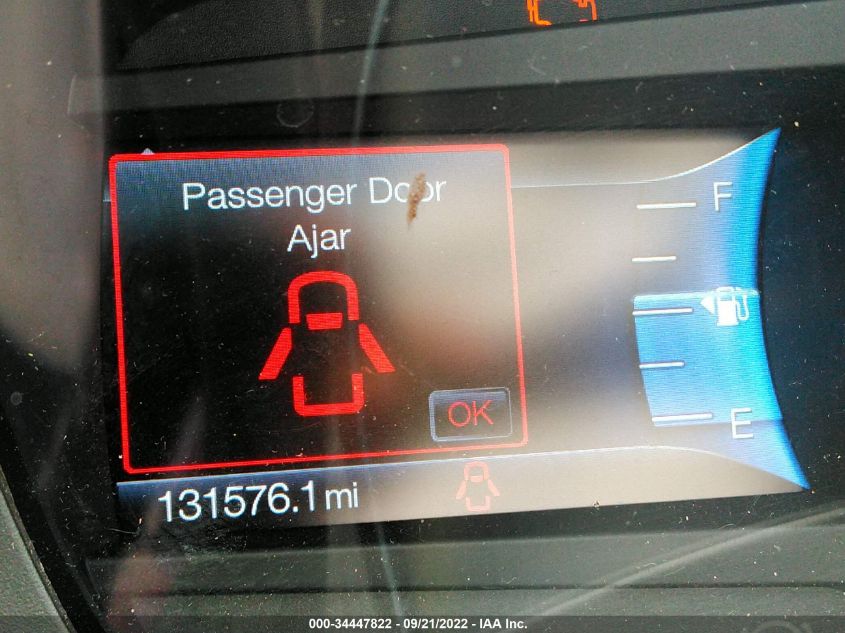 Passenger Door
Ajar
OK
F
E
131576.1 mi
000-34447822 - 09/21/2022 - IAA Inc.